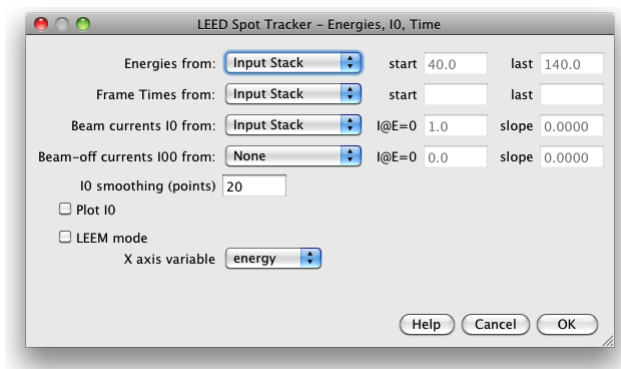 LEED Spot Tracker – Energies, I0, Time
Energies from: Input Stack start 40.0 last 140.0
Frame Times from: Input Stack start last
Beam currents I0 from: Input Stack I@E=0 1.0 slope 0.0000
Beam-off currents I00 from: None I@E=0 0.0 slope 0.0000
I0 smoothing (points) 20
Plot I0
LEEM mode
X axis variable energy
Help Cancel OK